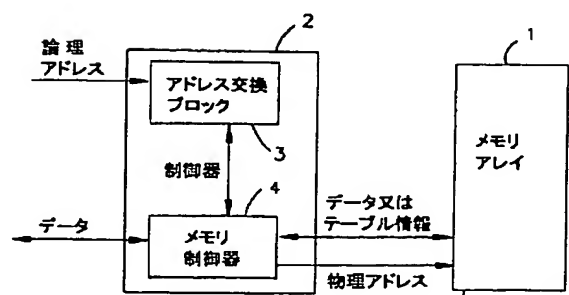 2
1
論理
アドレス
アドレス交換
ブロック
3
制御器
4
データ
メモリ
制御器
データ又は
テーブル情報
物理アドレス
メモリ
アレイ